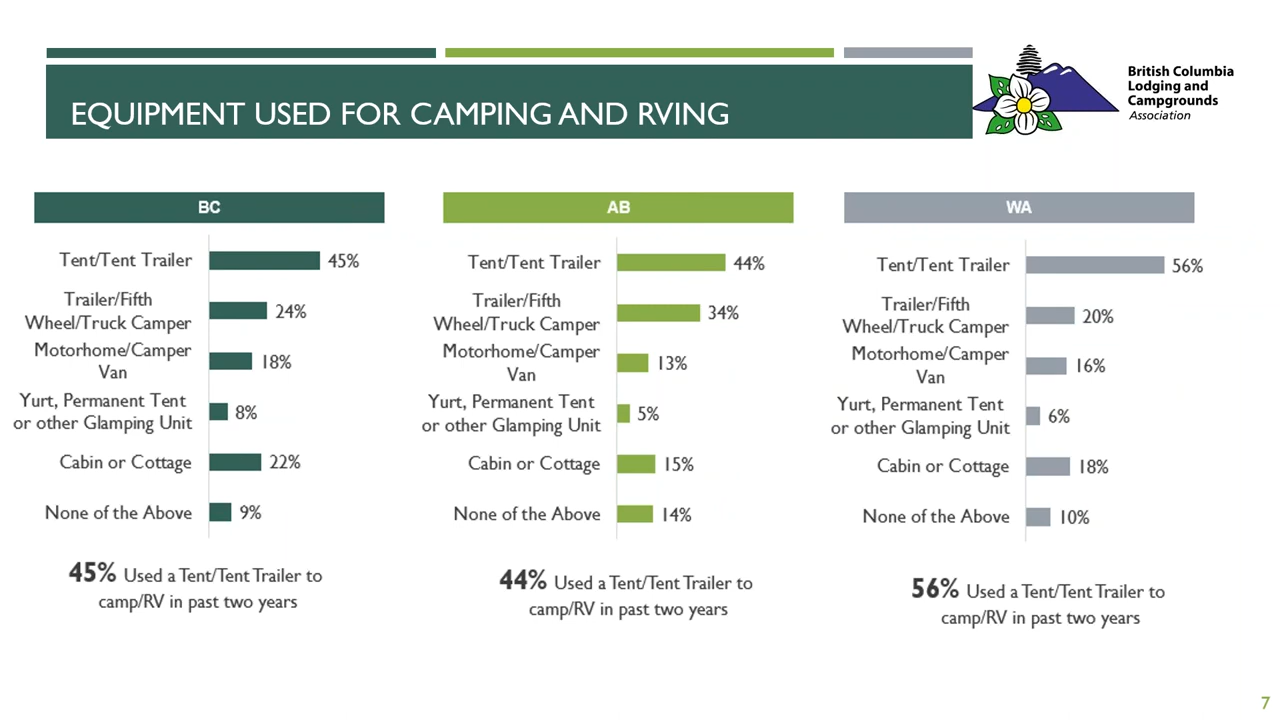 British Columbia
Lodging and
Campgrounds
Association
EQUIPMENT USED FOR CAMPING AND RVING
BC
Tent/Tent Trailer
45%
Trailer/Fifth
Wheel/Truck Camper
24%
Motorhome/Camper
Van
18%
Yurt, Permanent Tent
or other Glamping Unit
8%
Cabin or Cottage
22%
None of the Above
9%
45% Used a Tent/Tent Trailer to
camp/RV in past two years
AB
Tent/Tent Trailer
44%
Trailer/Fifth
Wheel/Truck Camper
34%
Motorhome/Camper
Van
13%
Yurt, Permanent Tent
or other Glamping Unit
5%
Cabin or Cottage
15%
None of the Above
14%
44% Used a Tent/Tent Trailer to
camp/RV in past two years
WA
Tent/Tent Trailer
56%
Trailer/Fifth
Wheel/Truck Camper
20%
Motorhome/Camper
Van
16%
Yurt, Permanent Tent
or other Glamping Unit
6%
Cabin or Cottage
18%
None of the Above
10%
56% Used a Tent/Tent Trailer to
camp/RV in past two years
7